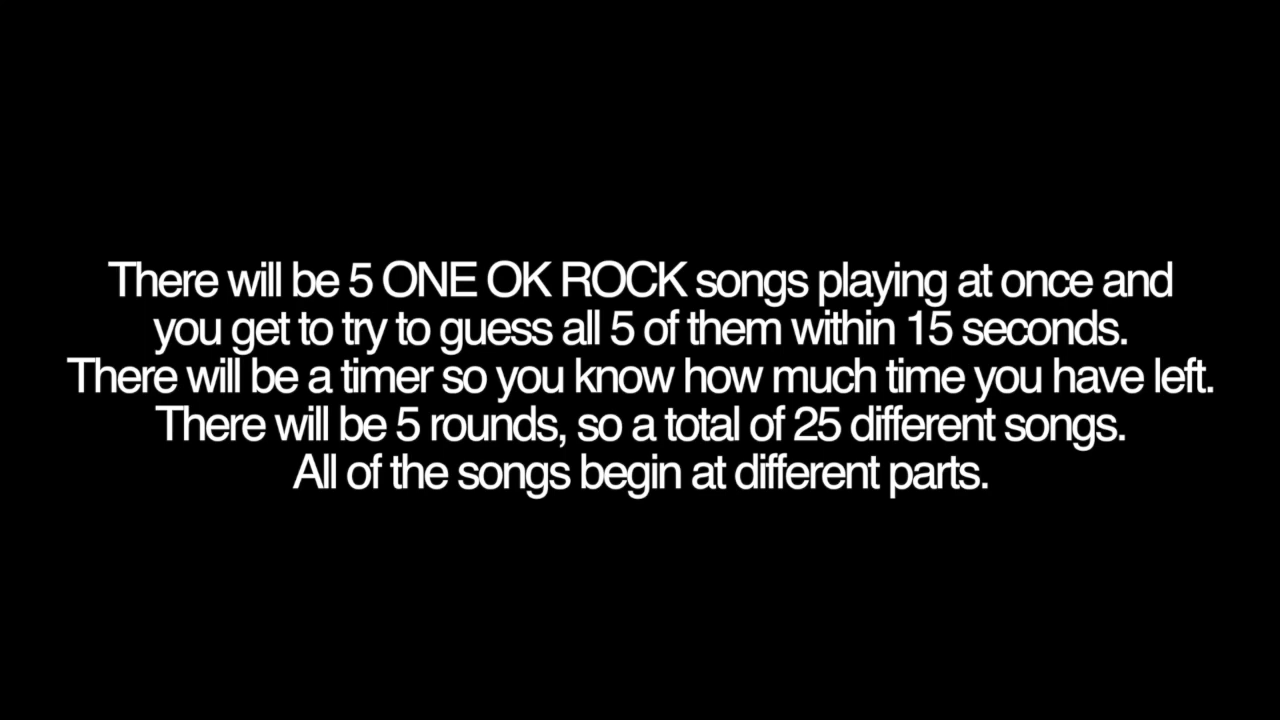 There will be 5 ONE OK ROCK songs playing at once and
you get to try to guess all 5 of them within 15 seconds.
There will be a timer so you know how much time you have left.
There will be 5 rounds, so a total of 25 different songs.
All of the songs begin at different parts.